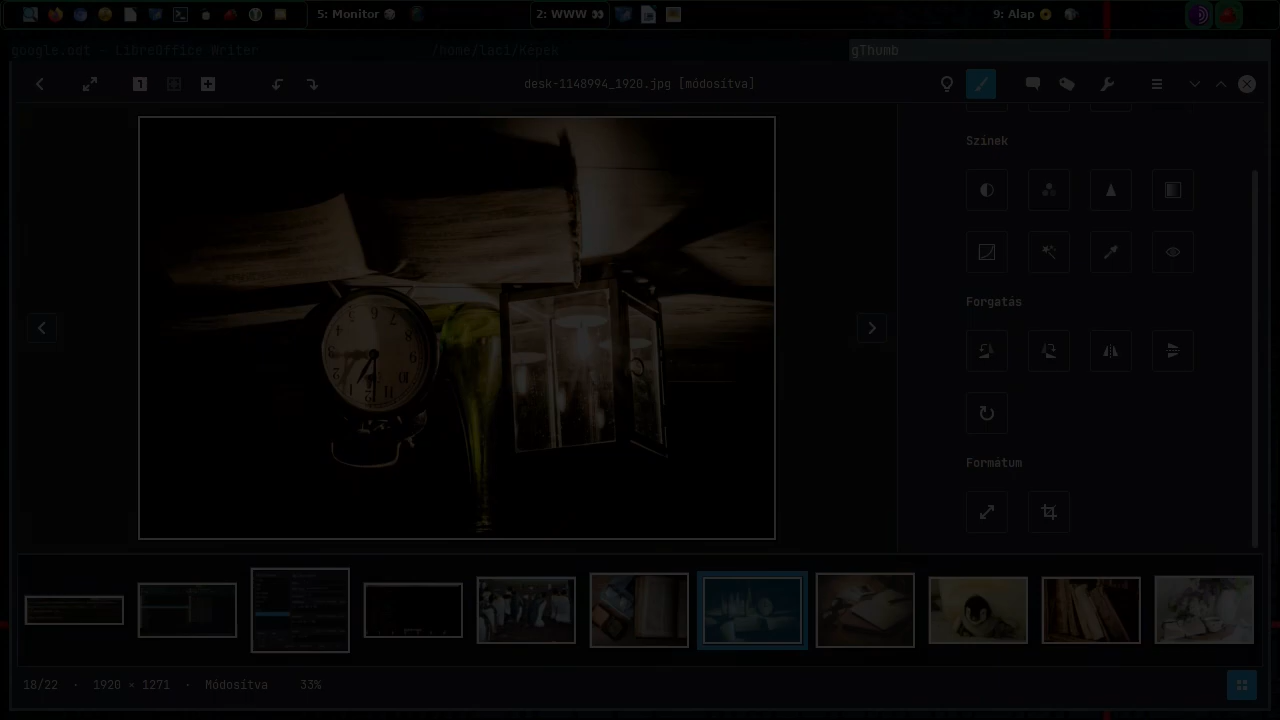 5: Monitor
2: WWW
9: Alap
google.odt - LibreOffice Writer
/home/laci/Képek
gThumb
desk-1148994_1920.jpg [módosítva]
Színek
Forgatás
Formátum
18/22 · 1920 × 1271 · Módosítva 33%